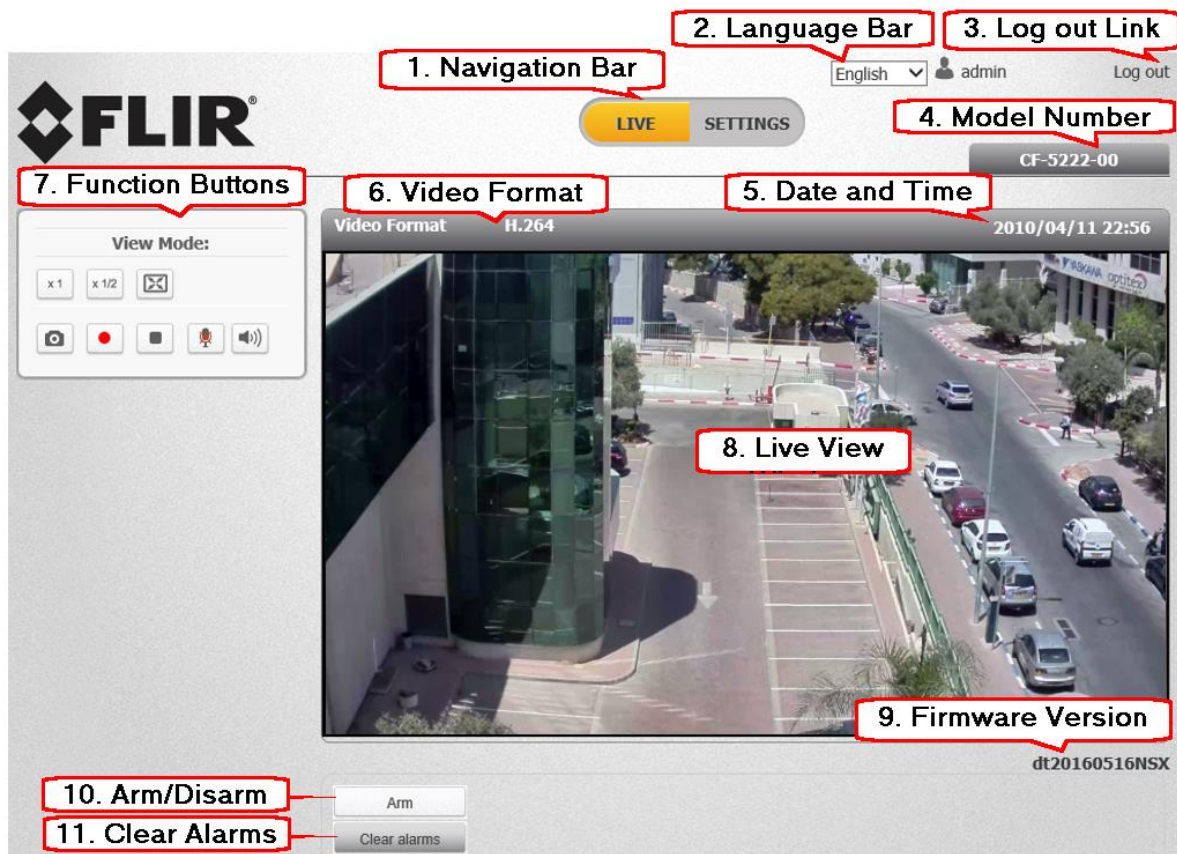 2. Language Bar
3. Log out Link
1. Navigation Bar
English
admin
Log out
FLIR®
LIVE
SETTINGS
4. Model Number
CF-5222-00
7. Function Buttons
6. Video Format
5. Date and Time
View Mode:
Video Format H.264
2010/04/11 22:56
x 1
x 1/2
YASKAWA optitex
8. Live View
9. Firmware Version
dt20160516NSX
10. Arm/Disarm
Arm
11. Clear Alarms
Clear alarms